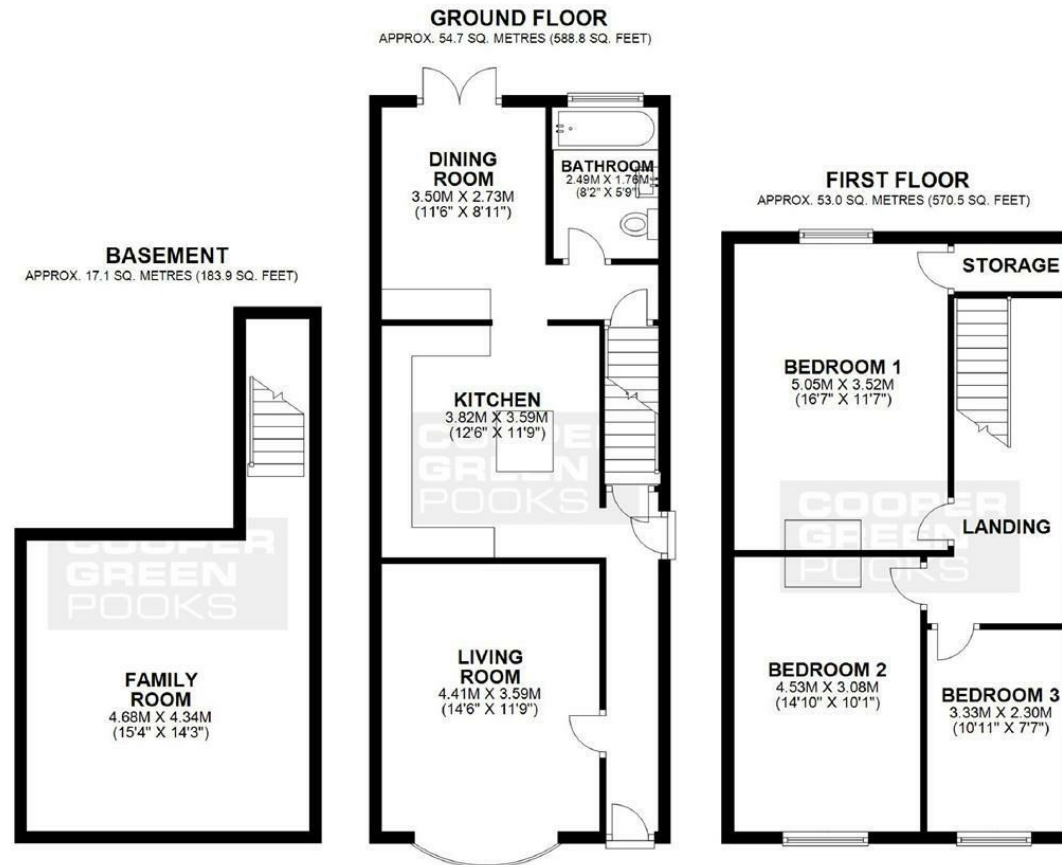 GROUND FLOOR
APPROX. 54.7 SQ. METRES (588.8 SQ. FEET)
DINING
ROOM
3.50M X 2.73M
(11'6" X 8'11")
BATHROOM
2.49M X 1.76M
(8'2" X 5'9")
KITCHEN
3.82M X 3.59M
(12'6" X 11'9")
COOPER
GREEN
POOKS
LIVING
ROOM
4.41M X 3.59M
(14'6" X 11'9")
BASEMENT
APPROX. 17.1 SQ. METRES (183.9 SQ. FEET)
COOPER
GREEN
POOKS
FAMILY
ROOM
4.68M X 4.34M
(15'4" X 14'3")
FIRST FLOOR
APPROX. 53.0 SQ. METRES (570.5 SQ. FEET)
STORAGE
BEDROOM 1
5.05M X 3.52M
(16'7" X 11'7")
COOPER
GREEN
POOKS
LANDING
BEDROOM 2
4.53M X 3.08M
(14'10" X 10'1")
BEDROOM 3
3.33M X 2.30M
(10'11" X 7'7")